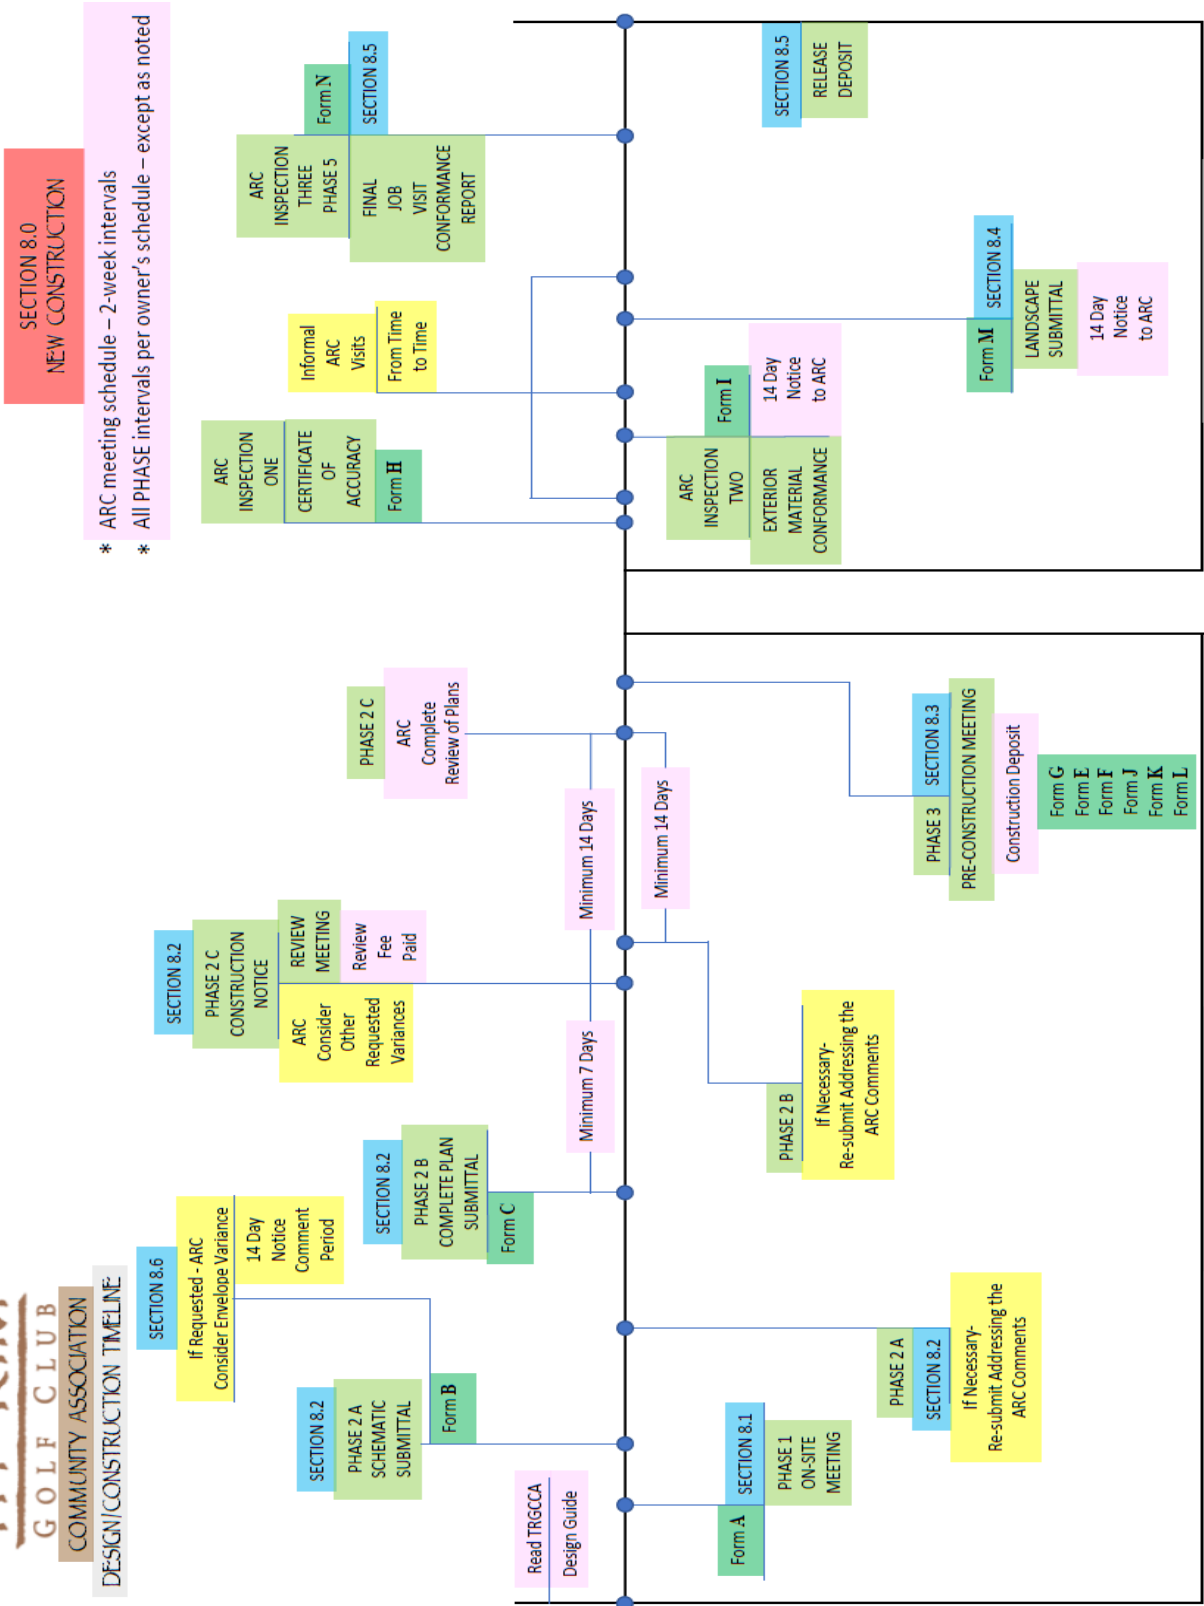 GOLF CLUB
COMMUNITY ASSOCIATION
DESIGN/CONSTRUCTION TIMELINE
SECTION 8.0
NEW CONSTRUCTION
* ARC meeting schedule – 2-week intervals
* All PHASE intervals per owner's schedule – except as noted
Read TRGCCA
Design Guide
Form A
SECTION 8.1
PHASE 1
ON-SITE
MEETING
SECTION 8.2
PHASE 2 A
SCHEMATIC
SUBMITTAL
Form B
SECTION 8.6
If Requested - ARC
Consider Envelope Variance
14 Day
Notice
Comment
Period
PHASE 2 A
SECTION 8.2
If Necessary-
Re-submit Addressing the
ARC Comments
SECTION 8.2
PHASE 2 B
COMPLETE PLAN
SUBMITTAL
Form C
Minimum 7 Days
SECTION 8.2
PHASE 2 C
CONSTRUCTION
NOTICE
REVIEW
MEETING
Review
Fee
Paid
ARC
Consider
Other
Requested
Variances
PHASE 2 B
If Necessary-
Re-submit Addressing the
ARC Comments
Minimum 14 Days
Minimum 14 Days
PHASE 2 C
ARC
Complete
Review of Plans
PHASE 3
SECTION 8.3
PRE-CONSTRUCTION MEETING
Construction Deposit
Form G
Form E
Form F
Form J
Form K
Form L
ARC
INSPECTION
ONE
CERTIFICATE
OF
ACCURACY
Form H
ARC
INSPECTION
TWO
EXTERIOR
MATERIAL
CONFORMANCE
Form I
14 Day
Notice
to ARC
Informal
ARC
Visits
From Time
to Time
Form M
SECTION 8.4
LANDSCAPE
SUBMITTAL
14 Day
Notice
to ARC
ARC
INSPECTION
THREE
PHASE 5
Form N
SECTION 8.5
FINAL
JOB
VISIT
CONFORMANCE
REPORT
SECTION 8.5
RELEASE
DEPOSIT